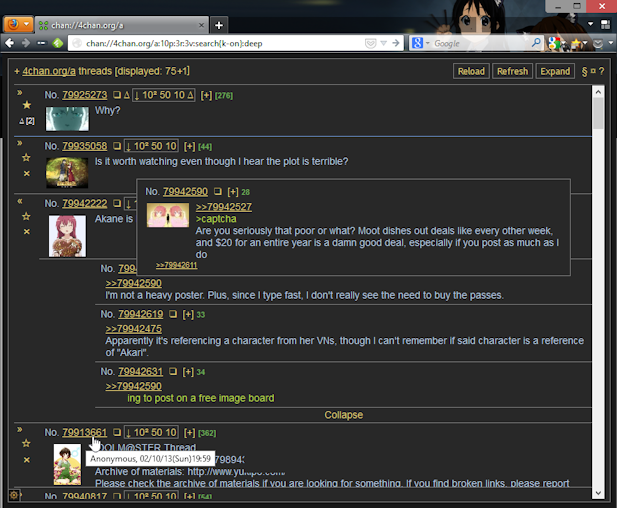 4chan.org/a
chan://4chan.org/a:10p:3r:3v:search{k-on}:deep
Google
+ 4chan.org/a threads [displayed: 75+1]
Reload Refresh Expand § ¤ ?
» No. 79925273 ❏ Δ ↓ 10² 50 10 Δ [+] [276]
Why?
Δ [2]
» No. 79935058 ❏ ↓ 10² 50 10 [+] [44]
Is it worth watching even though I hear the plot is terrible?
« No. 79942222 ❏
Akane is
No. 79942590 ❏ [+] 28
>>79942527
>captcha
Are you seriously that poor or what? Moot dishes out deals like every other week,
and $20 for an entire year is a damn good deal, especially if you post as much as I
do
>>79942611
No.
>>79942590
I'm not a heavy poster. Plus, since I type fast, I don't really see the need to buy the passes.
No. 79942619 ❏ [+] 33
>>79942475
Apparently it's referencing a character from her VNs, though I can't remember if said character is a reference
of "Akari".
No. 79942631 ❏ [+] 34
>>79942590
ing to post on a free image board
Collapse
» No. 79913661 ❏ ↓ 10² 50 10 [+] [362]
IDOLM@STER Thread
Anonymous, 02/10/13(Sun)19:59
Archive of materials: http://www.
Please check the archive of materials if you are looking for something. If you find broken links, please report
» No. 79940817 ❏ ↓ 10² 50 10 [+] [54]